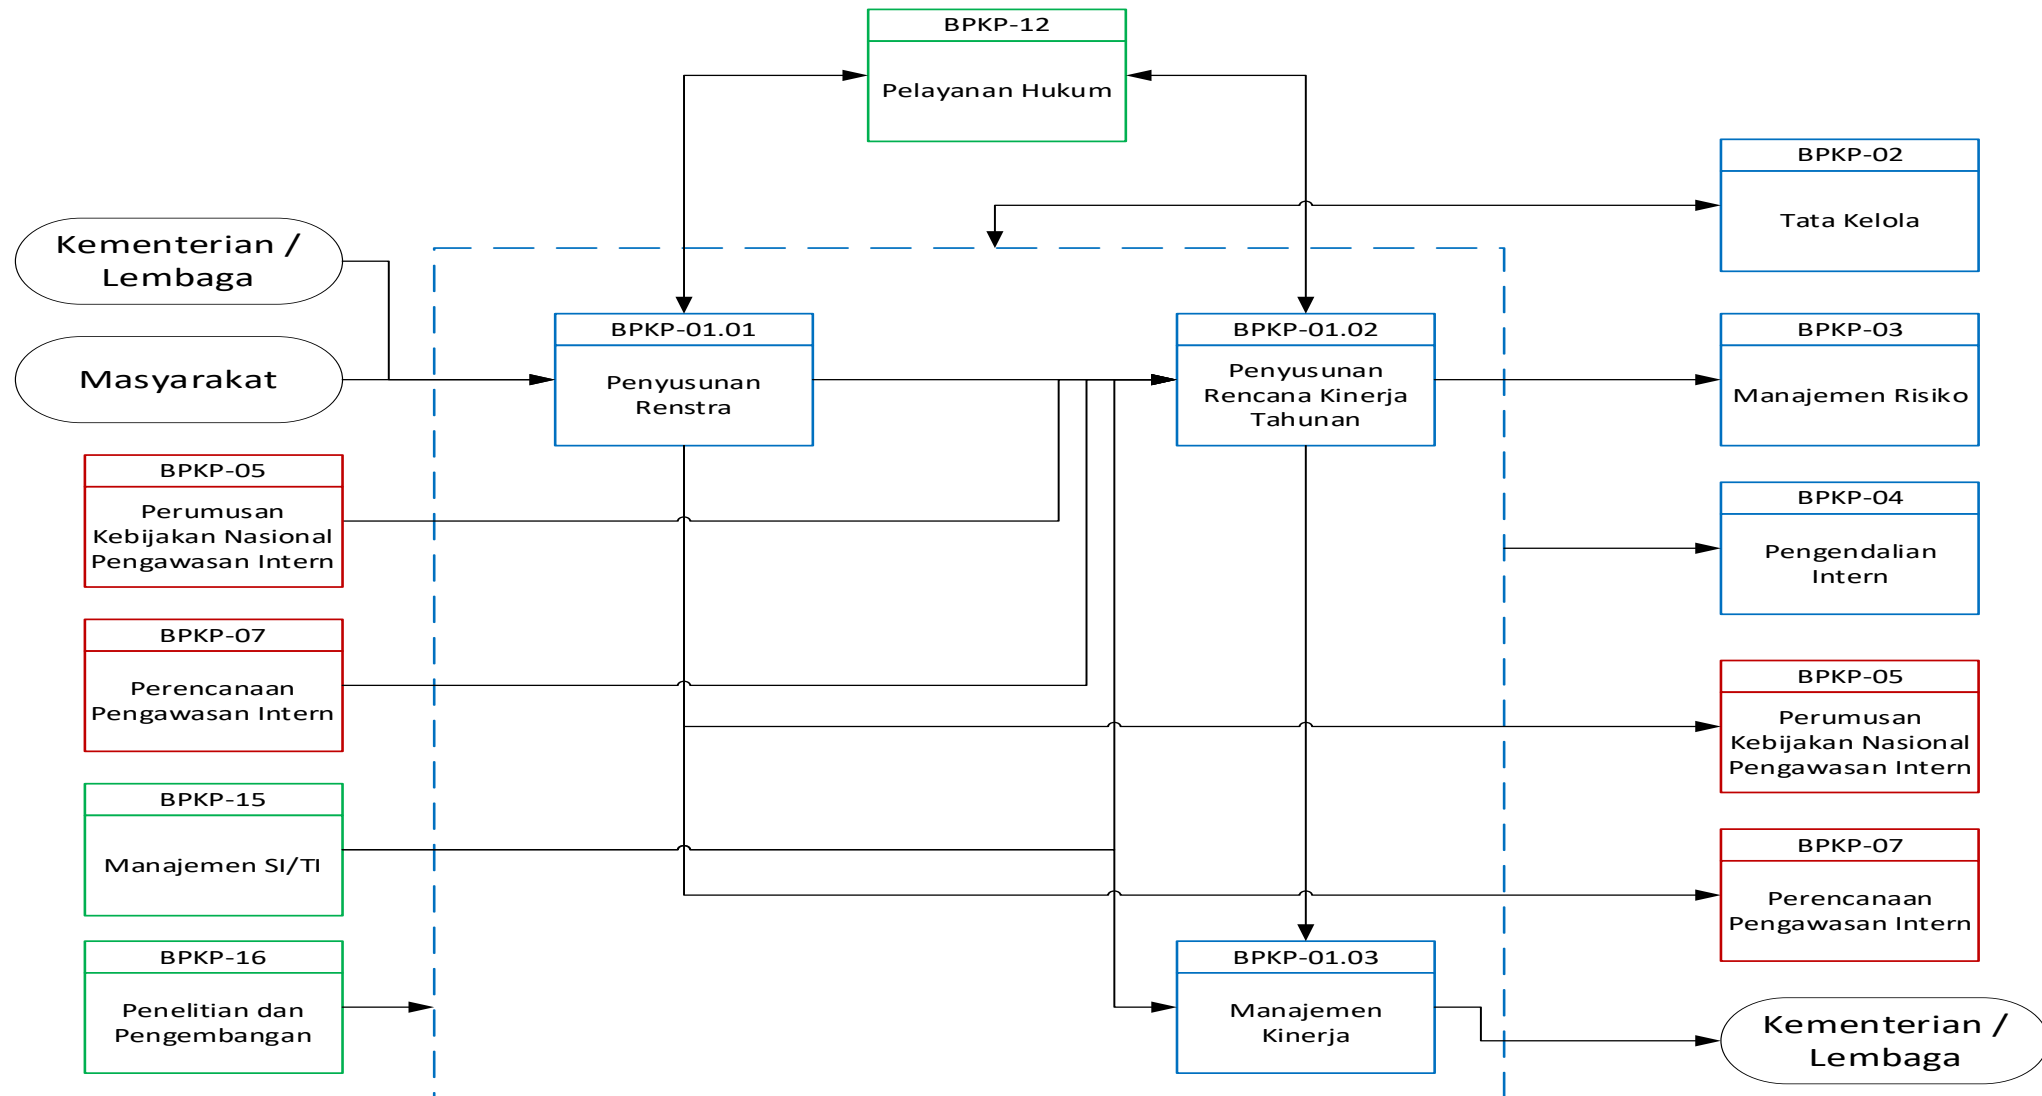 BPKP-12
Pelayanan Hukum
BPKP-02
Tata Kelola
Kementerian /
Lembaga
Masyarakat
BPKP-01.01
Penyusunan
Renstra
BPKP-01.02
Penyusunan
Rencana Kinerja
Tahunan
BPKP-03
Manajemen Risiko
BPKP-05
Perumusan
Kebijakan Nasional
Pengawasan Intern
BPKP-04
Pengendalian
Intern
BPKP-07
Perencanaan
Pengawasan Intern
BPKP-05
Perumusan
Kebijakan Nasional
Pengawasan Intern
BPKP-15
Manajemen SI/TI
BPKP-07
Perencanaan
Pengawasan Intern
BPKP-16
Penelitian dan
Pengembangan
BPKP-01.03
Manajemen
Kinerja
Kementerian /
Lembaga